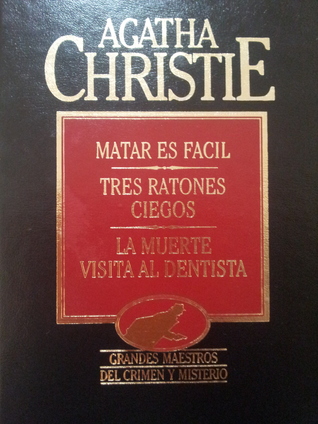 AGATHA
CHRISTIE
MATAR ES FACIL
TRES RATONES
CIEGOS
LA MUERTE
VISITA AL DENTISTA
GRANDES MAESTROS
DEL CRIMEN Y MISTERIO